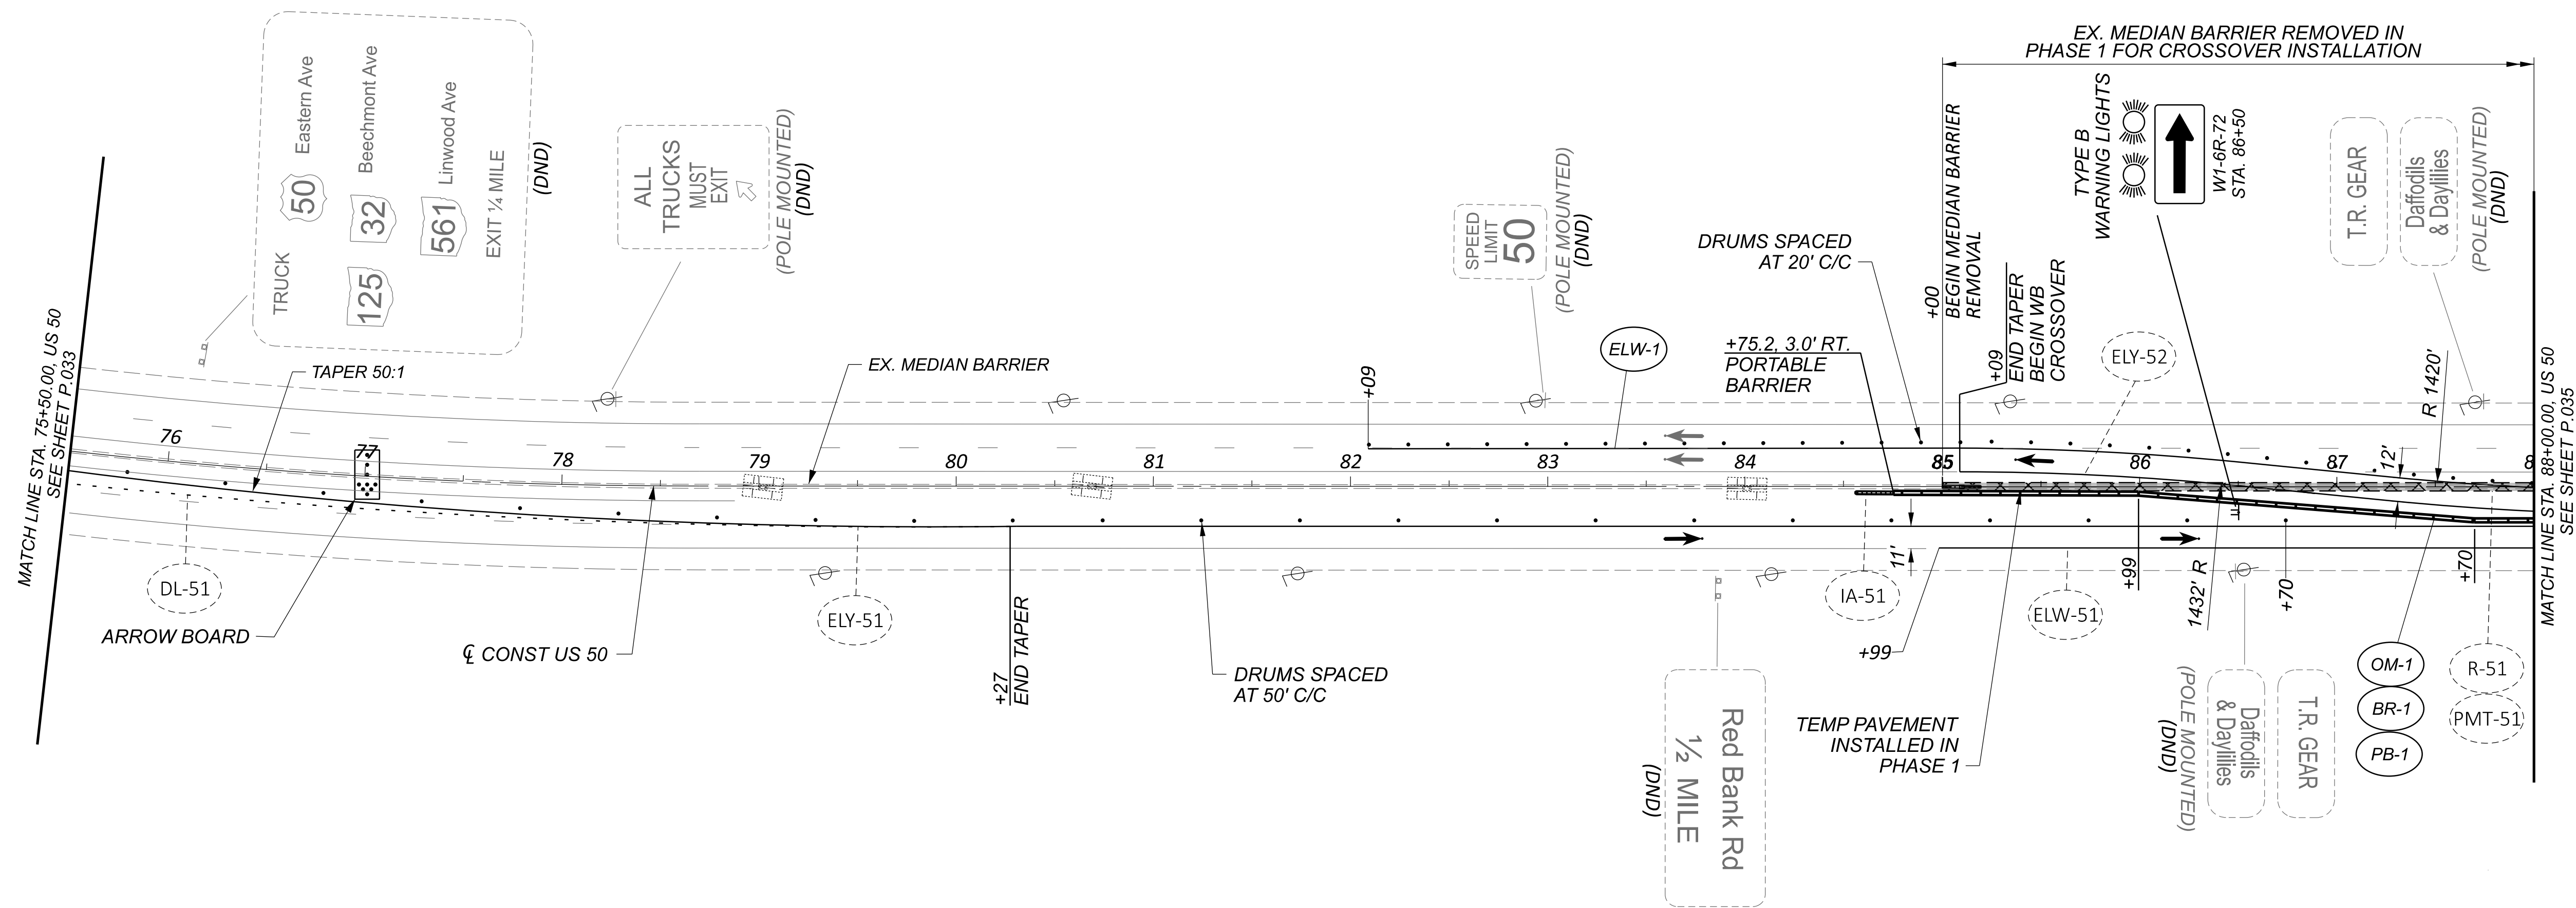 MATCH LINE STA. 75+50.00, US 50
SEE SHEET P.033
TRUCK
50 Eastern Ave
125 32 Beechmont Ave
561 Linwood Ave
EXIT ¼ MILE
(DND)
ALL
TRUCKS
MUST
EXIT
(POLE MOUNTED)
(DND)
SPEED
LIMIT
50
(POLE MOUNTED)
(DND)
EX. MEDIAN BARRIER REMOVED IN
PHASE 1 FOR CROSSOVER INSTALLATION
+00
BEGIN MEDIAN BARRIER
REMOVAL
TYPE B
WARNING LIGHTS
W1-6R-72
STA. 86+50
T.R. GEAR
Daffodils
& Daylilies
(POLE MOUNTED)
(DND)
DRUMS SPACED
AT 20' C/C
+09
END TAPER
BEGIN WB
CROSSOVER
TAPER 50:1
EX. MEDIAN BARRIER
+09
ELW-1
+75.2, 3.0' RT.
PORTABLE
BARRIER
ELY-52
R 1420'
12'
76
77
78
79
80
81
82
83
84
85
86
87
8
MATCH LINE STA. 88+00.00, US 50
SEE SHEET P.035
DL-51
ARROW BOARD
℄ CONST US 50
ELY-51
+27
END TAPER
DRUMS SPACED
AT 50' C/C
11'
IA-51
+99
ELW-51
+99
1432' R
+70
+70
Red Bank Rd
½ MILE
(DND)
TEMP PAVEMENT
INSTALLED IN
PHASE 1
T.R. GEAR
Daffodils
& Daylilies
(POLE MOUNTED)
(DND)
OM-1
BR-1
PB-1
R-51
PMT-51